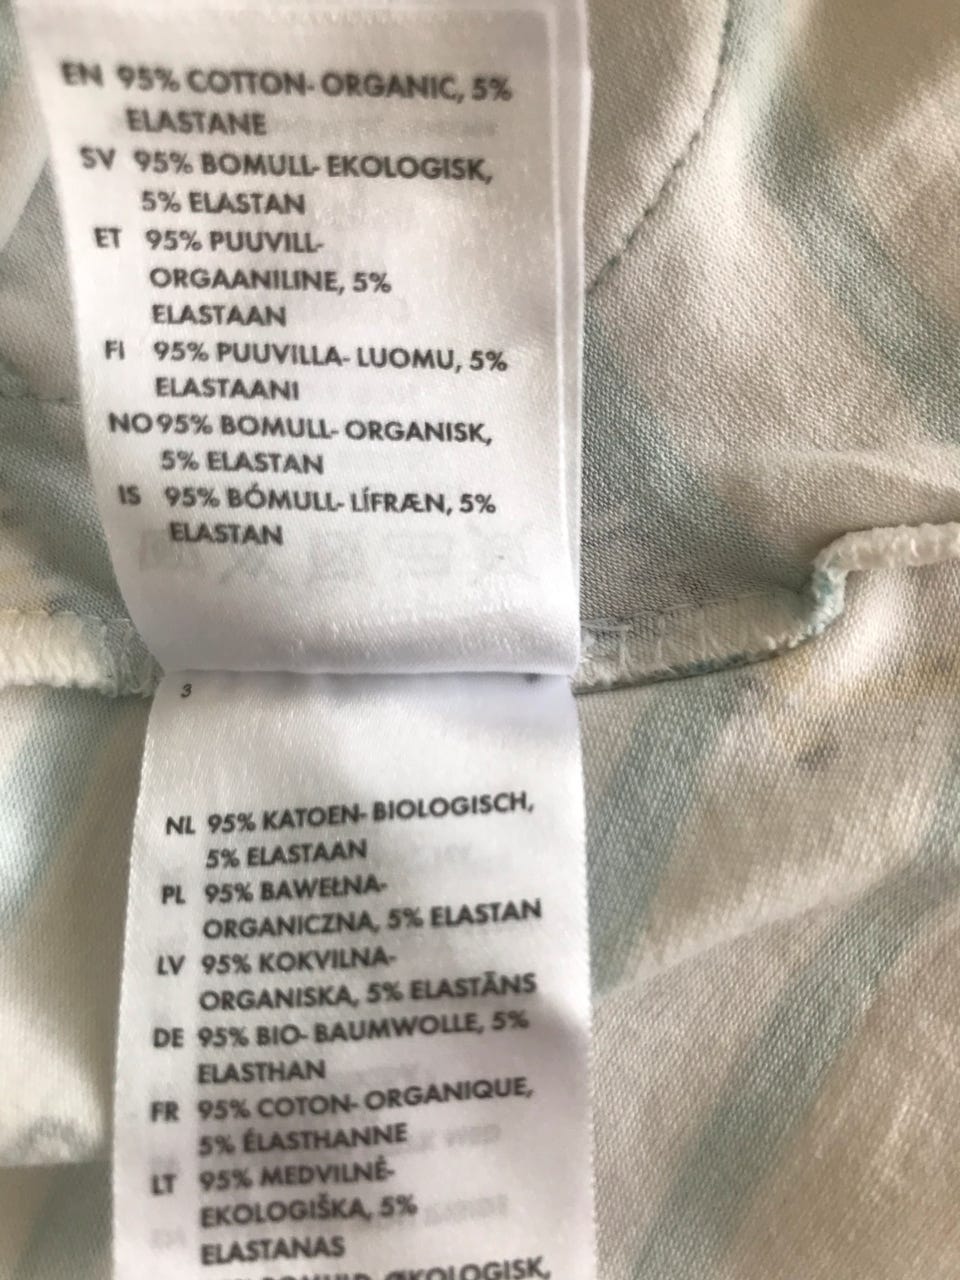 EN 95% COTTON- ORGANIC, 5%
ELASTANE
SV 95% BOMULL- EKOLOGISK,
5% ELASTAN
ET 95% PUUVILL-
ORGAANILINE, 5%
ELASTAAN
FI 95% PUUVILLA- LUOMU, 5%
ELASTAANI
NO 95% BOMULL- ORGANISK,
5% ELASTAN
IS 95% BÓMULL- LÍFRÆN, 5%
ELASTAN
3
NL 95% KATOEN- BIOLOGISCH,
5% ELASTAAN
PL 95% BAWEŁNA-
ORGANICZNA, 5% ELASTAN
LV 95% KOKVILNA-
ORGANISKA, 5% ELASTĀNS
DE 95% BIO- BAUMWOLLE, 5%
ELASTHAN
FR 95% COTON- ORGANIQUE,
5% ÉLASTHANNE
LT 95% MEDVILNĖ-
EKOLOGIŠKA, 5%
ELASTANAS
ØKOLOGISK,